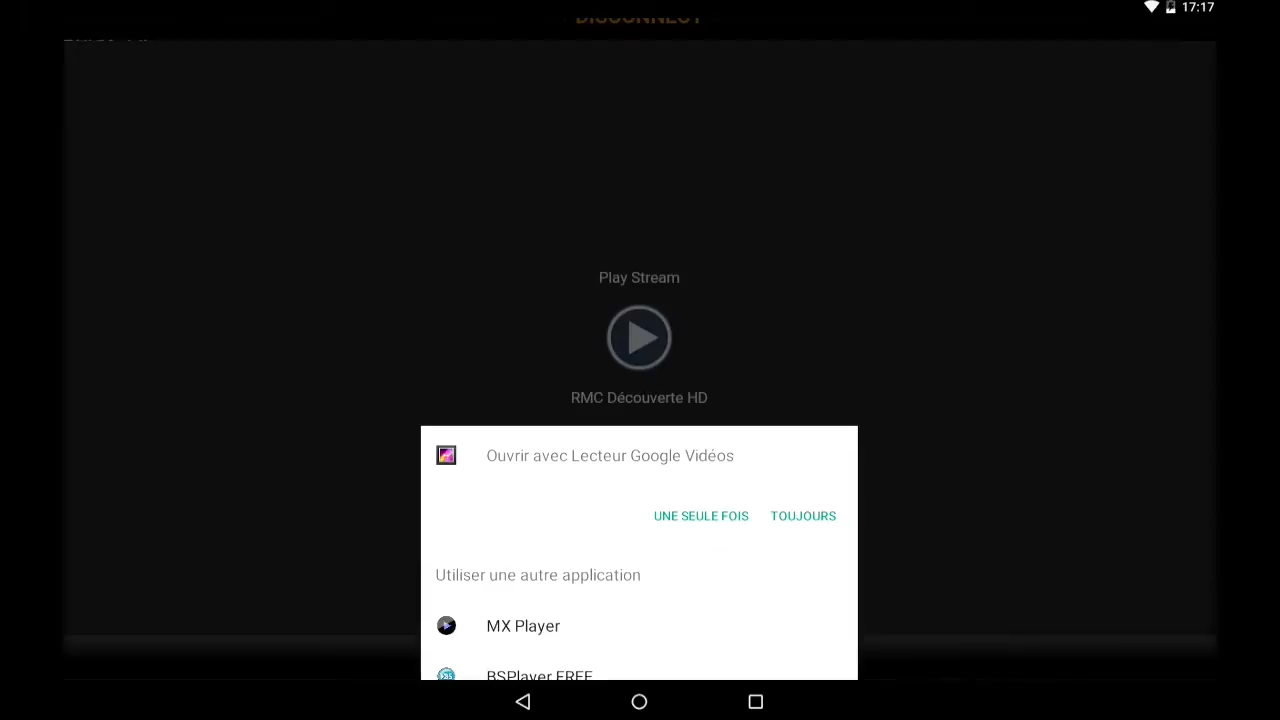 DISCONNECT
17:17
Play Stream
RMC Découverte HD
Ouvrir avec Lecteur Google Vidéos
UNE SEULE FOIS TOUJOURS
Utiliser une autre application
MX Player
BSPlayer FREE